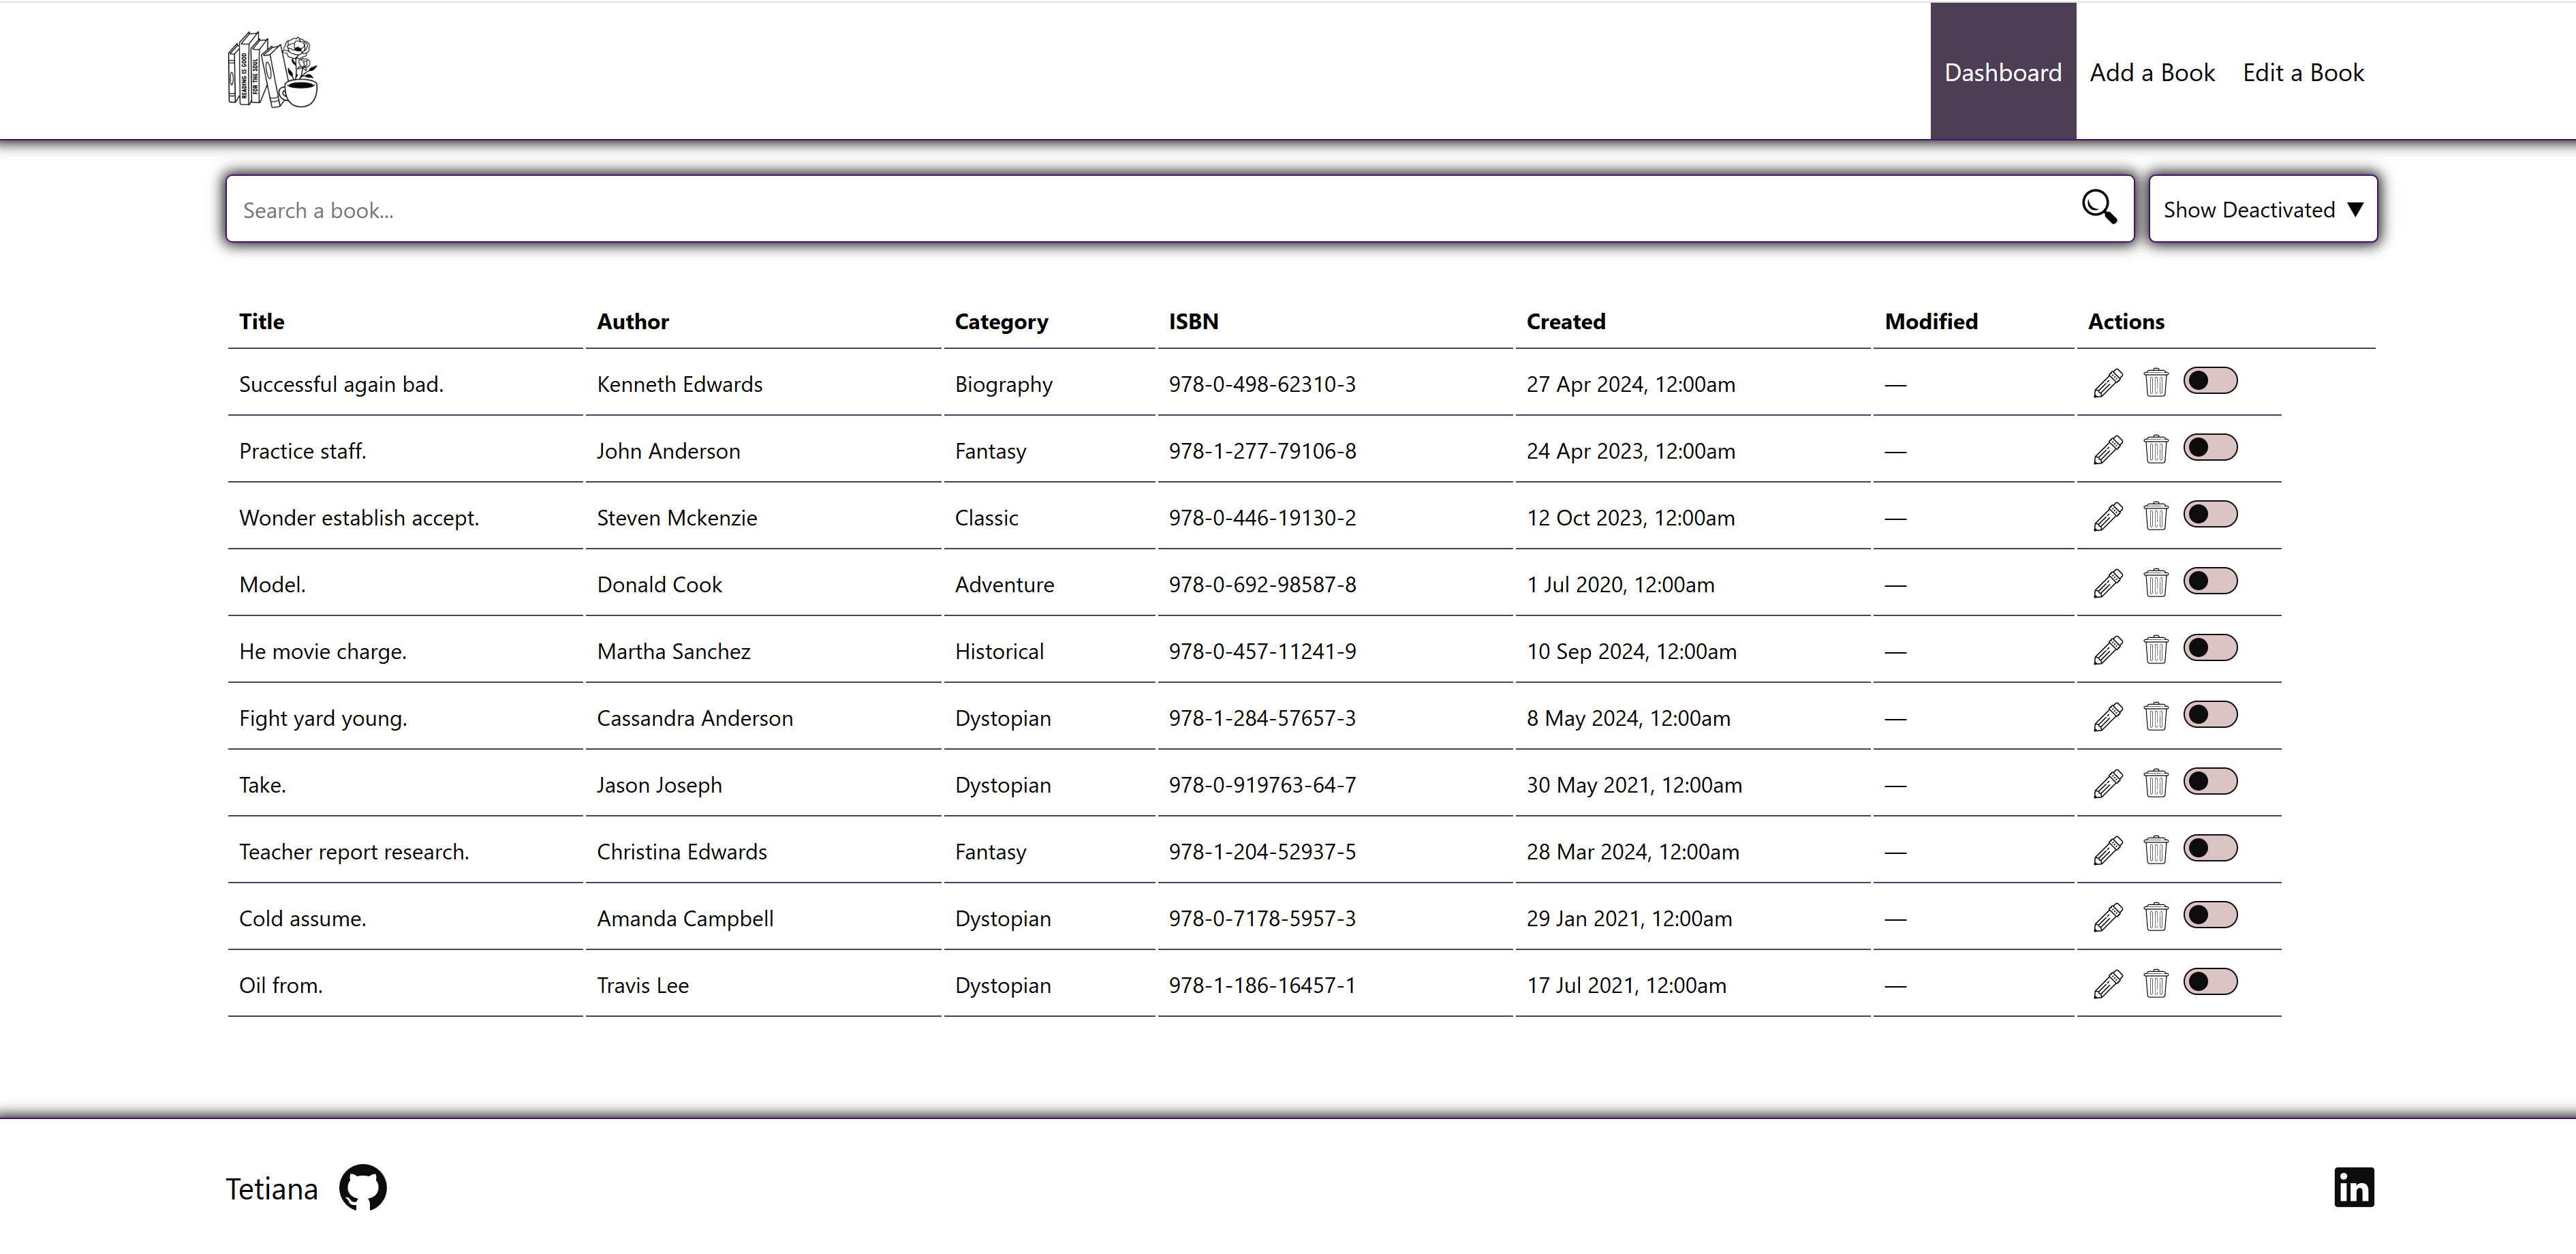 READING IS GOOD
FOR THE SOUL
Dashboard Add a Book Edit a Book
Search a book... Show Deactivated ▼
Title Author Category ISBN Created Modified Actions
Successful again bad. Kenneth Edwards Biography 978-0-498-62310-3 27 Apr 2024, 12:00am —
Practice staff. John Anderson Fantasy 978-1-277-79106-8 24 Apr 2023, 12:00am —
Wonder establish accept. Steven Mckenzie Classic 978-0-446-19130-2 12 Oct 2023, 12:00am —
Model. Donald Cook Adventure 978-0-692-98587-8 1 Jul 2020, 12:00am —
He movie charge. Martha Sanchez Historical 978-0-457-11241-9 10 Sep 2024, 12:00am —
Fight yard young. Cassandra Anderson Dystopian 978-1-284-57657-3 8 May 2024, 12:00am —
Take. Jason Joseph Dystopian 978-0-919763-64-7 30 May 2021, 12:00am —
Teacher report research. Christina Edwards Fantasy 978-1-204-52937-5 28 Mar 2024, 12:00am —
Cold assume. Amanda Campbell Dystopian 978-0-7178-5957-3 29 Jan 2021, 12:00am —
Oil from. Travis Lee Dystopian 978-1-186-16457-1 17 Jul 2021, 12:00am —
Tetiana in